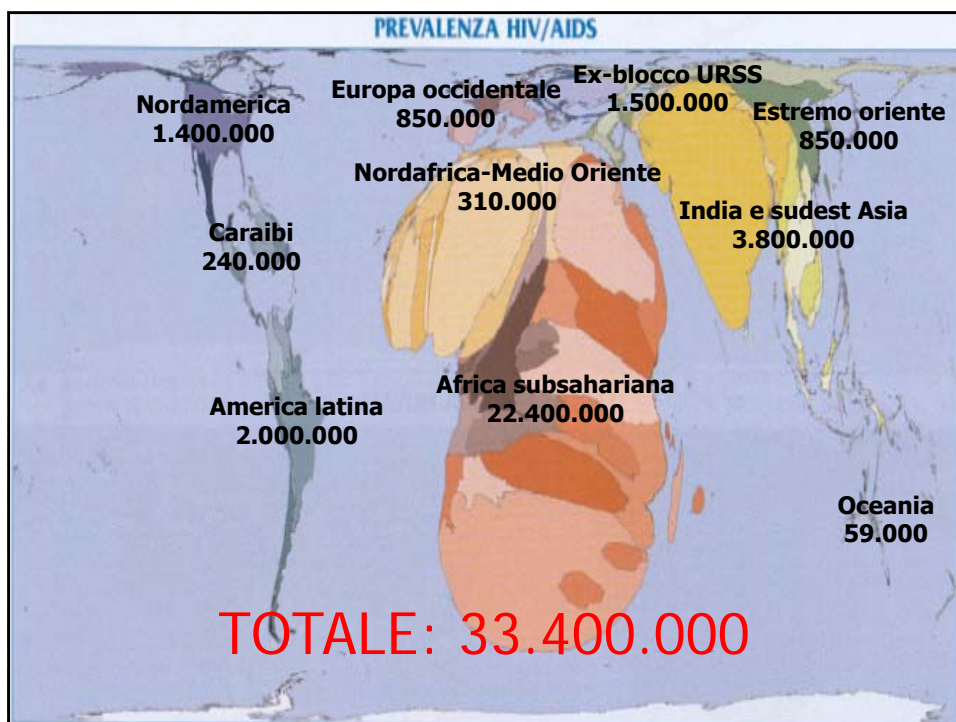 PREVALENZA HIV/AIDS
Nordamerica
1.400.000
Europa occidentale
850.000
Ex-blocco URSS
1.500.000
Estremo oriente
850.000
Nordafrica-Medio Oriente
310.000
India e sudest Asia
3.800.000
Caraibi
240.000
Africa subsahariana
22.400.000
America latina
2.000.000
Oceania
59.000
TOTALE: 33.400.000